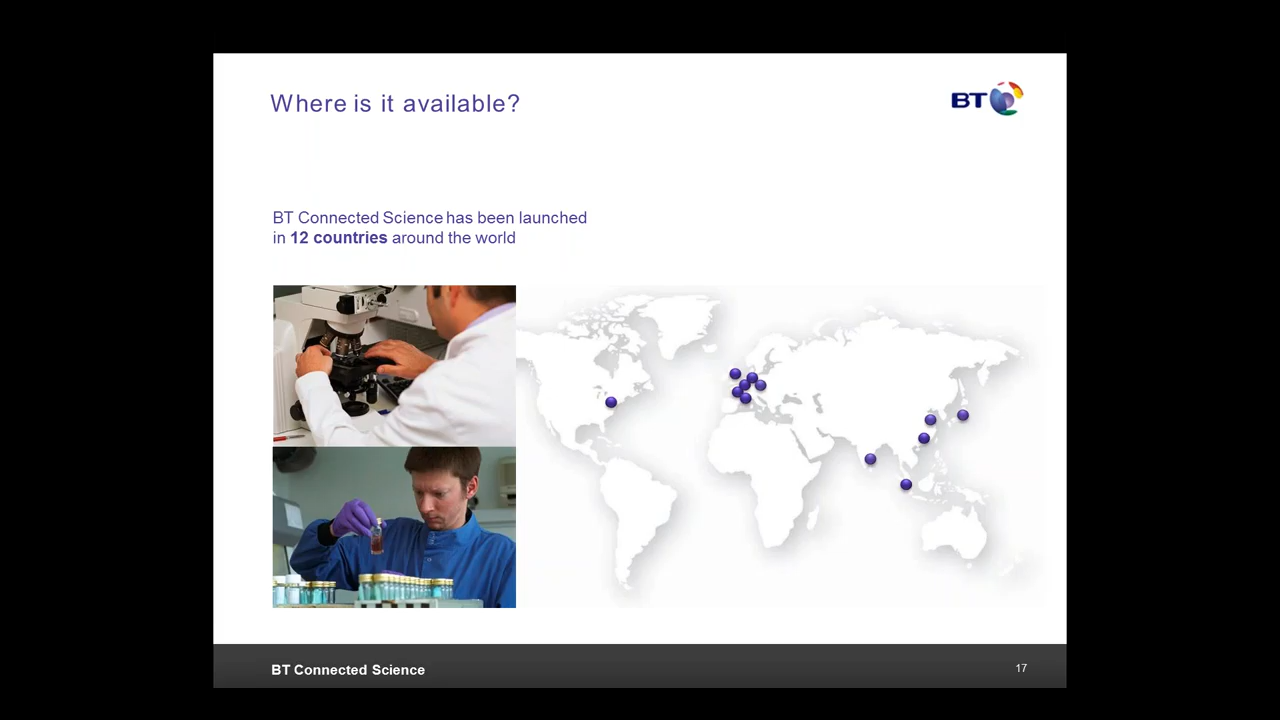 Where is it available?
BT
BT Connected Science has been launched
in 12 countries around the world
BT Connected Science
17